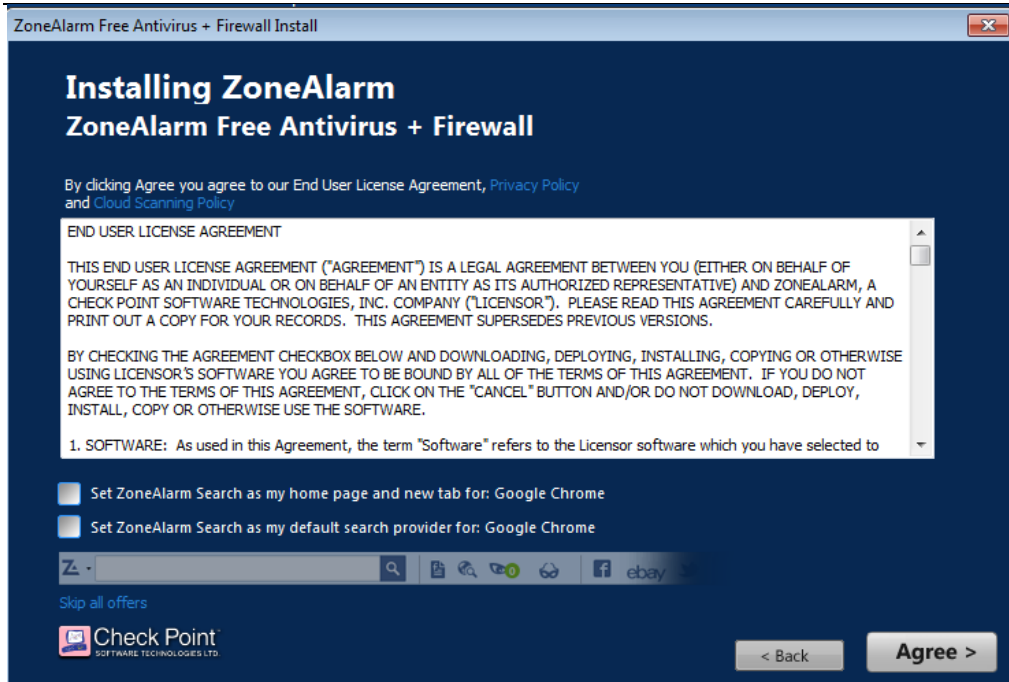 ZoneAlarm Free Antivirus + Firewall Install
Installing ZoneAlarm
ZoneAlarm Free Antivirus + Firewall
By clicking Agree you agree to our End User License Agreement, Privacy Policy
and Cloud Scanning Policy
END USER LICENSE AGREEMENT
THIS END USER LICENSE AGREEMENT ("AGREEMENT") IS A LEGAL AGREEMENT BETWEEN YOU (EITHER ON BEHALF OF
YOURSELF AS AN INDIVIDUAL OR ON BEHALF OF AN ENTITY AS ITS AUTHORIZED REPRESENTATIVE) AND ZONEALARM, A
CHECK POINT SOFTWARE TECHNOLOGIES, INC. COMPANY ("LICENSOR"). PLEASE READ THIS AGREEMENT CAREFULLY AND
PRINT OUT A COPY FOR YOUR RECORDS. THIS AGREEMENT SUPERSEDES PREVIOUS VERSIONS.
BY CHECKING THE AGREEMENT CHECKBOX BELOW AND DOWNLOADING, DEPLOYING, INSTALLING, COPYING OR OTHERWISE
USING LICENSOR'S SOFTWARE YOU AGREE TO BE BOUND BY ALL OF THE TERMS OF THIS AGREEMENT. IF YOU DO NOT
AGREE TO THE TERMS OF THIS AGREEMENT, CLICK ON THE "CANCEL" BUTTON AND/OR DO NOT DOWNLOAD, DEPLOY,
INSTALL, COPY OR OTHERWISE USE THE SOFTWARE.
1. SOFTWARE: As used in this Agreement, the term "Software" refers to the Licensor software which you have selected to
Set ZoneAlarm Search as my home page and new tab for: Google Chrome
Set ZoneAlarm Search as my default search provider for: Google Chrome
Z 0 f ebay
Skip all offers
Check Point
SOFTWARE TECHNOLOGIES LTD.
< Back
Agree >